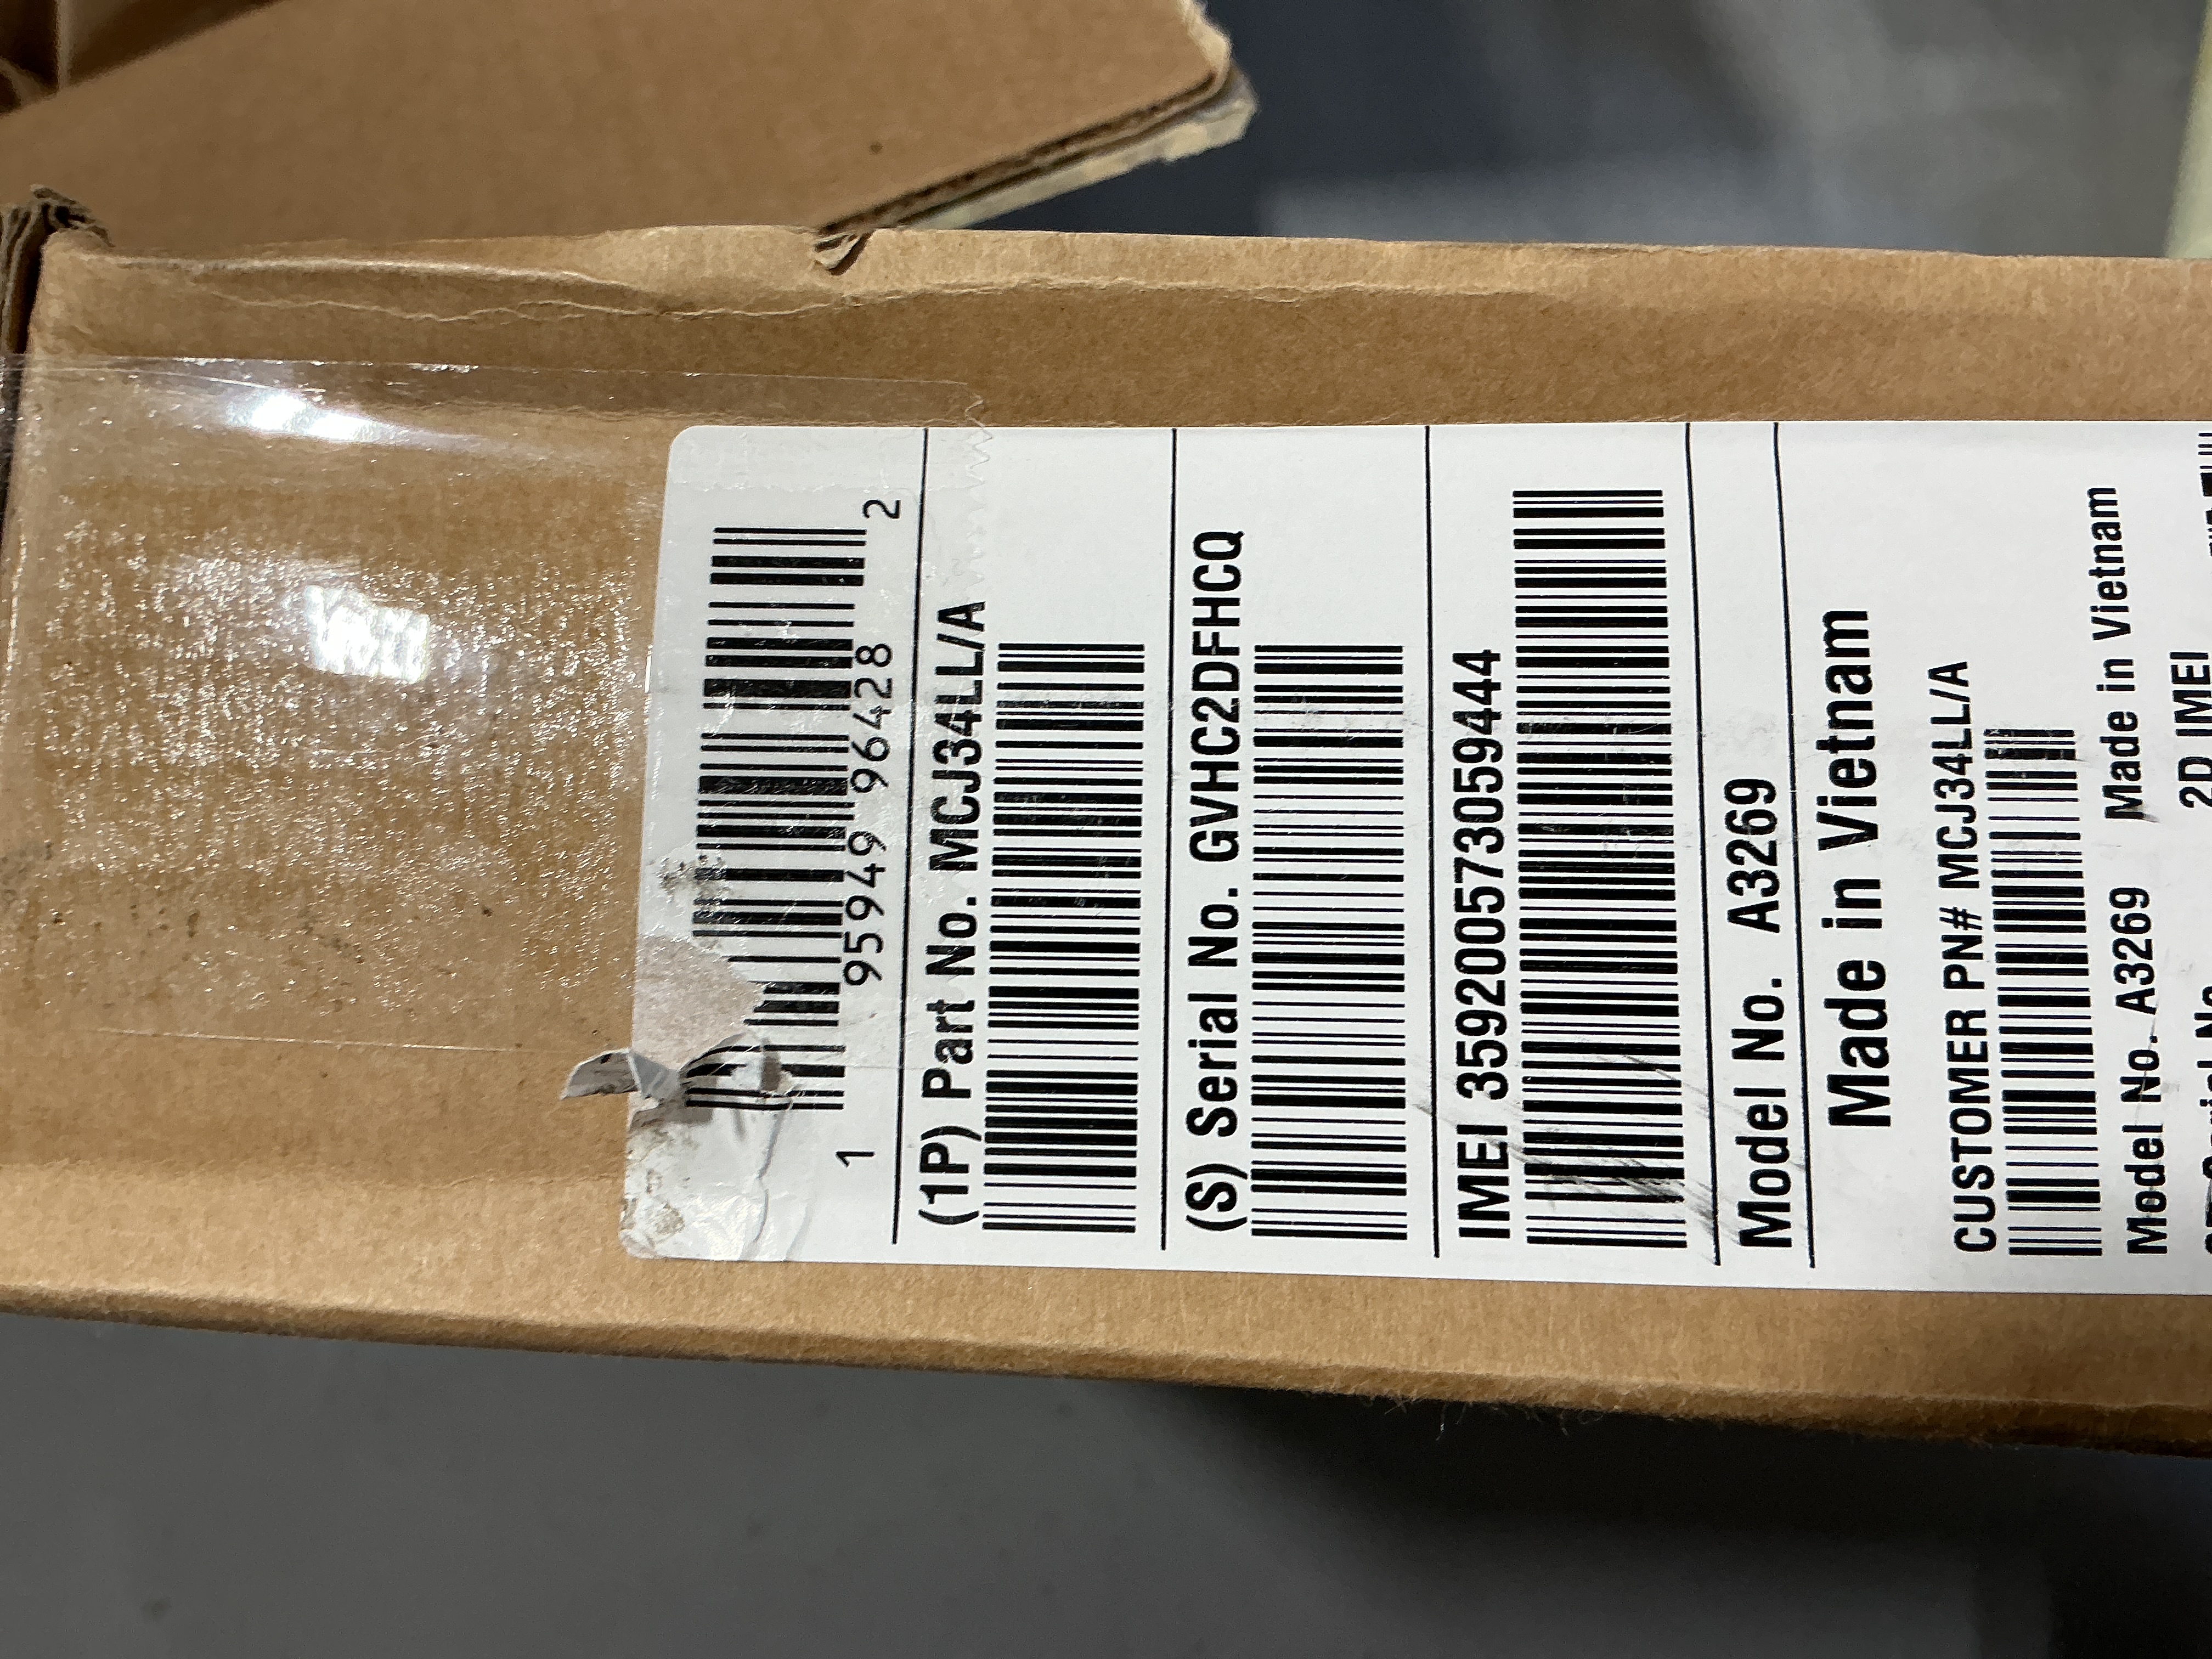 1 95949 96428 2
(1P) Part No. MCJ34LL/A
(S) Serial No. GVHC2DFHCQ
IMEI 359200573059444
Model No. A3269
Made in Vietnam
CUSTOMER PN# MCJ34LL/A
Model No. A3269 Made in Vietnam
2D IMEI